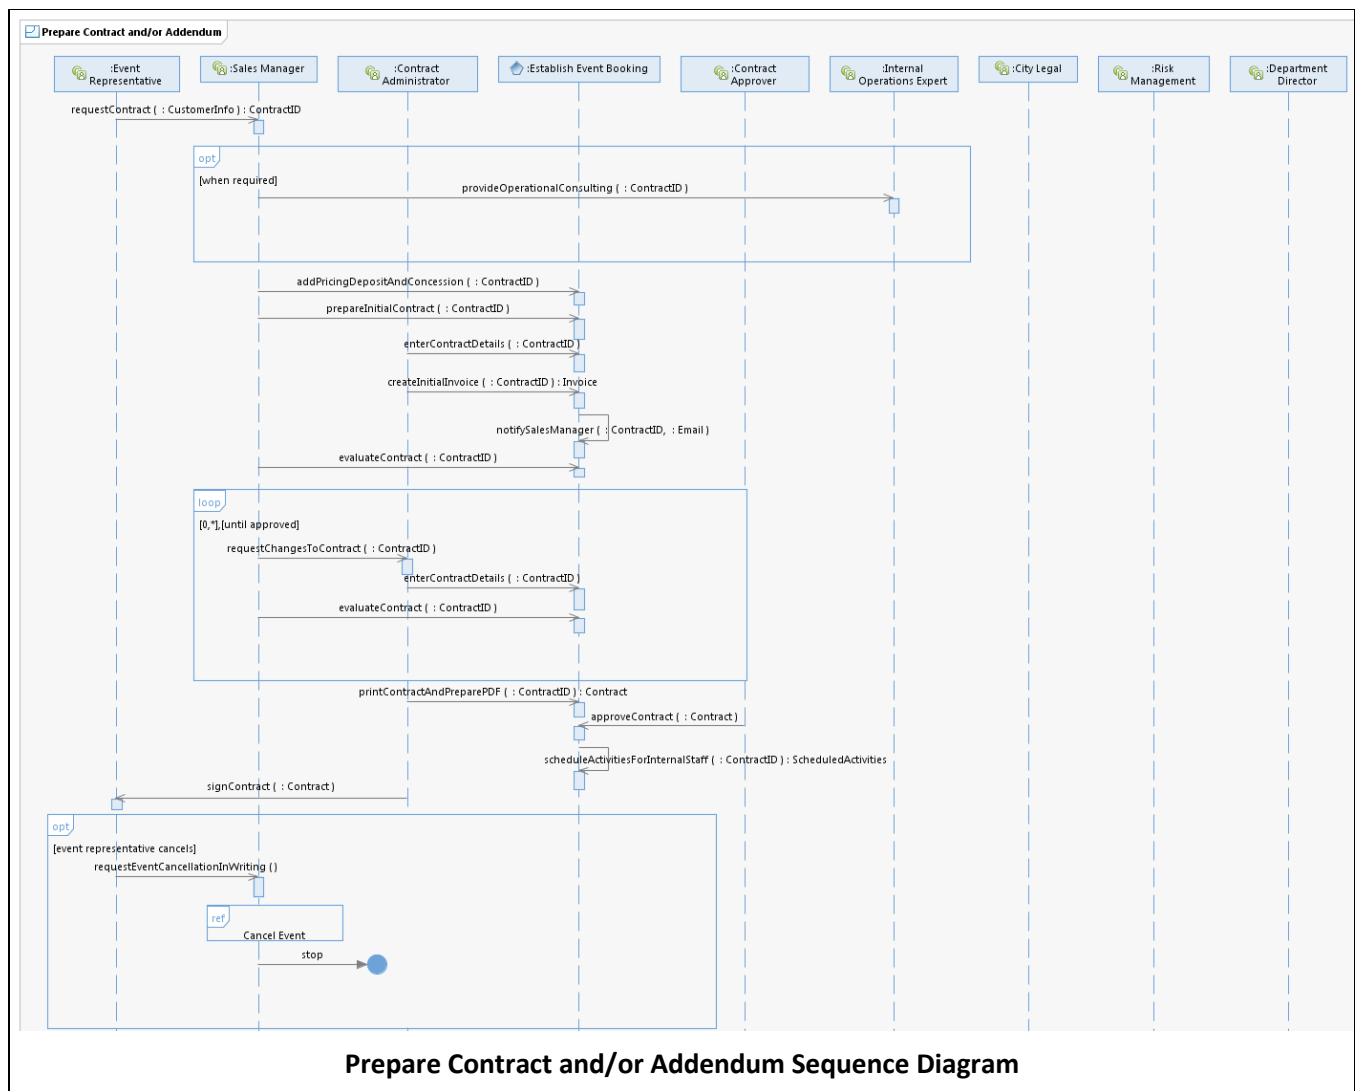 Prepare Contract and/or Addendum
:Event
Representative
:Sales Manager
:Contract
Administrator
:Establish Event Booking
:Contract
Approver
:Internal
Operations Expert
:City Legal
:Risk
Management
:Department
Director
requestContract ( : CustomerInfo ) : ContractID
opt
[when required]
provideOperationalConsulting ( : ContractID )
addPricingDepositAndConcession ( : ContractID )
prepareInitialContract ( : ContractID )
enterContractDetails ( : ContractID )
createInitialInvoice ( : ContractID ) : Invoice
notifySalesManager ( : ContractID, : Email )
evaluateContract ( : ContractID )
loop
[0,*],[until approved]
requestChangesToContract ( : ContractID )
enterContractDetails ( : ContractID )
evaluateContract ( : ContractID )
printContractAndPreparePDF ( : ContractID ) : Contract
approveContract ( : Contract )
scheduleActivitiesForInternalStaff ( : ContractID ) : ScheduledActivities
signContract ( : Contract )
opt
[event representative cancels]
requestEventCancellationInWriting ( )
ref
Cancel Event
stop
Prepare Contract and/or Addendum Sequence Diagram